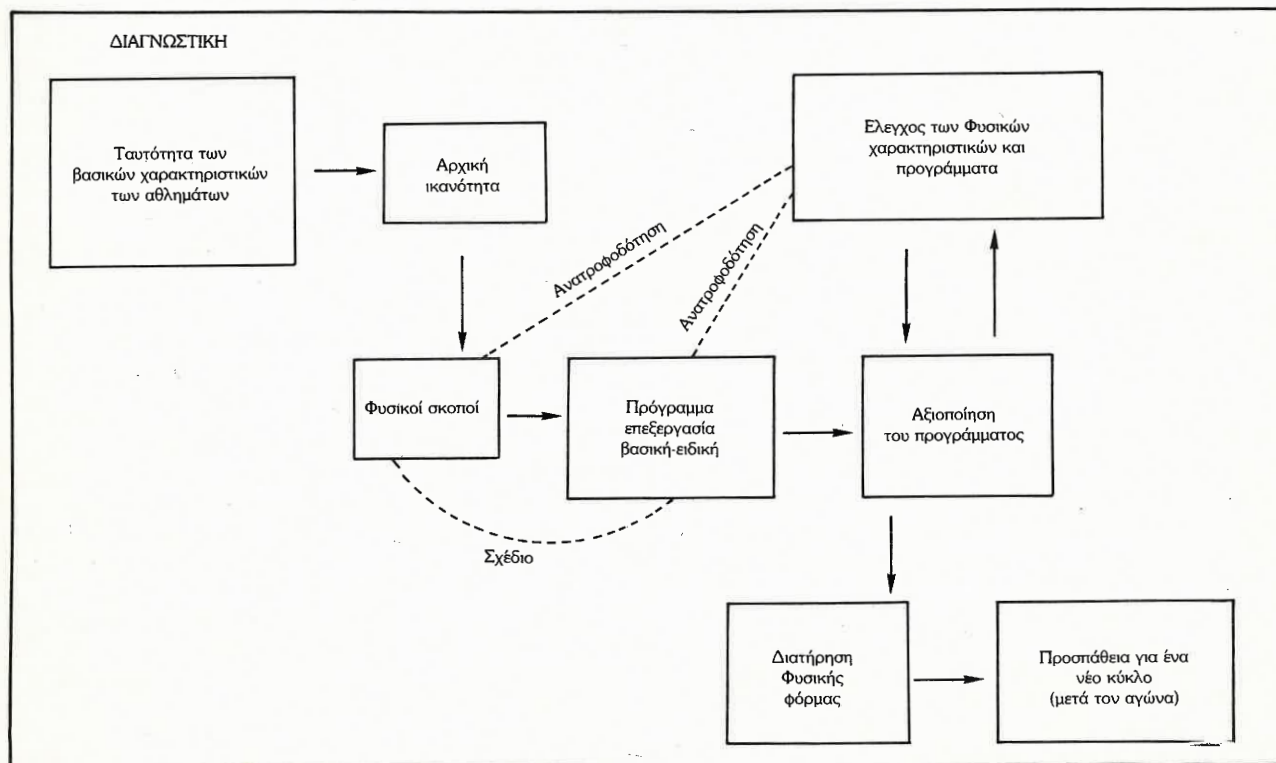 ΔΙΑΓΝΩΣΤΙΚΗ
Ταυτότητα των
βασικών χαρακτηριστικών
των αθλημάτων
Αρχική
ικανότητα
Ελεγχος των Φυσικών
χαρακτηριστικών και
προγράμματα
Ανατροφοδότηση
Ανατροφοδότηση
Φυσικοί σκοποί
Πρόγραμμα
επεξεργασία
βασική-ειδική
Αξιοποίηση
του προγράμματος
Σχέδιο
Διατήρηση
Φυσικής
φόρμας
Προσπάθεια για ένα
νέο κύκλο
(μετά τον αγώνα)